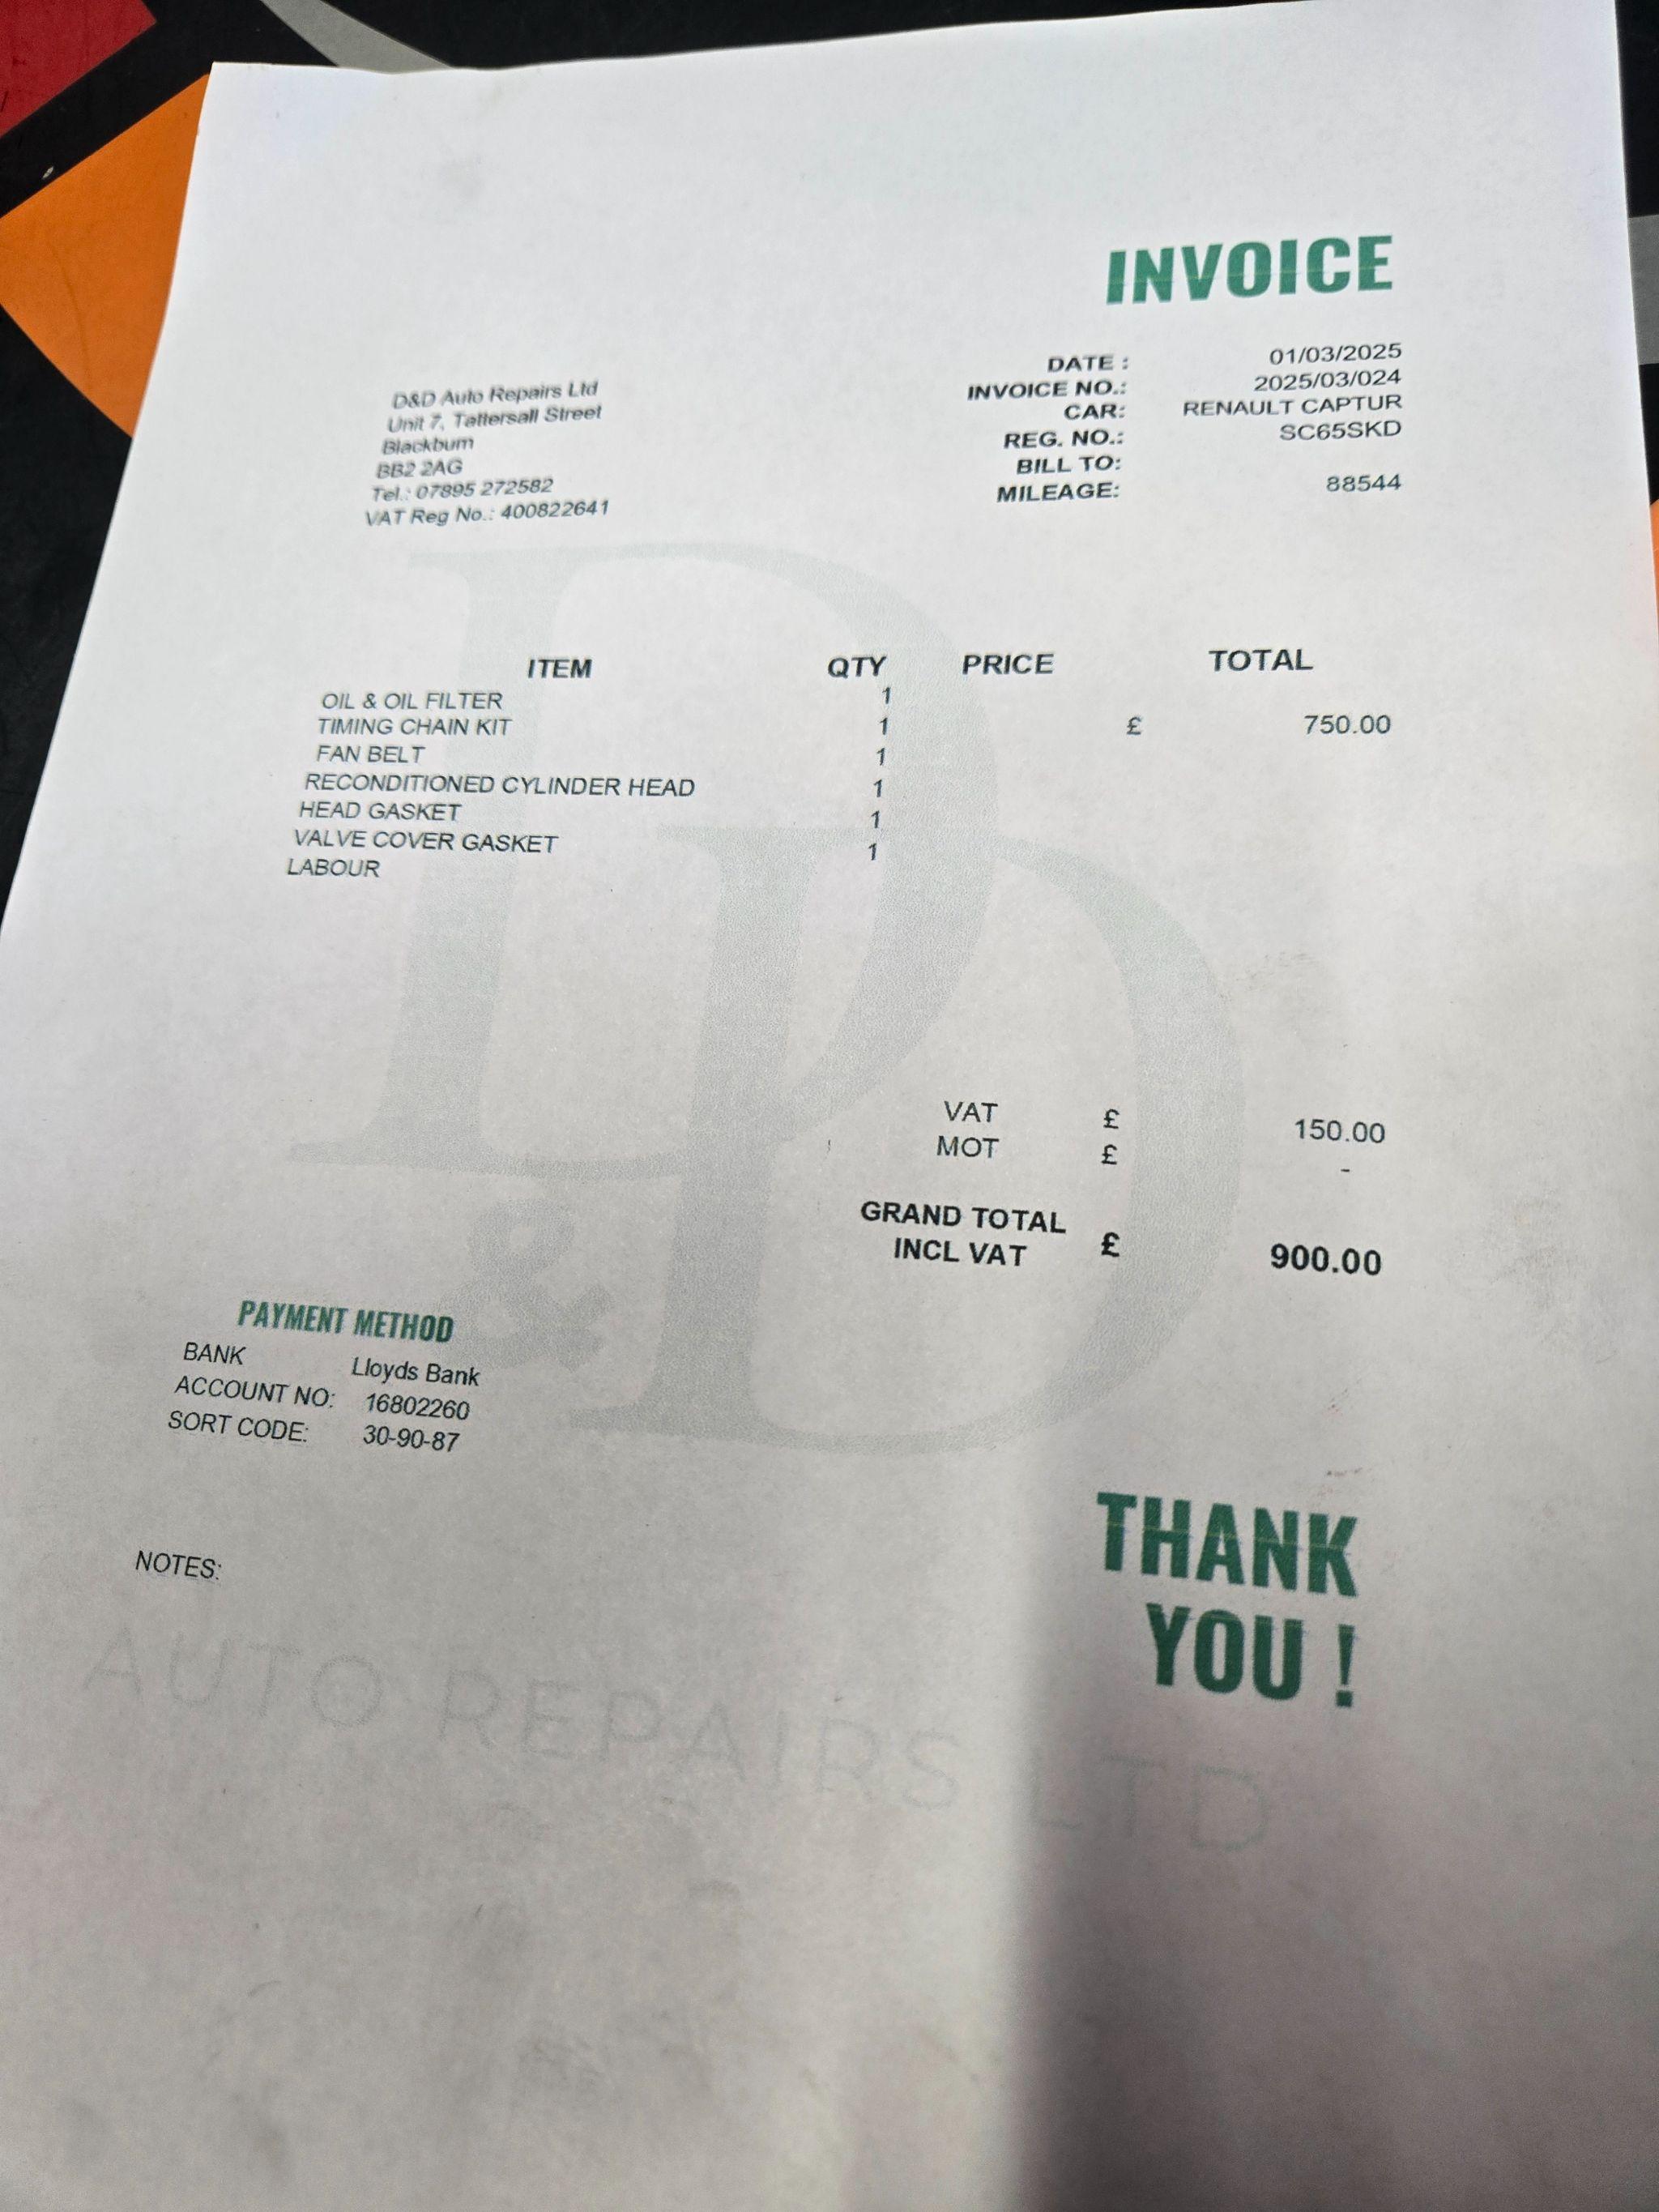 INVOICE
D&D Auto Repairs Ltd
Unit 7, Tattersall Street
Blackburn
BB2 2AG
Tel.: 07895 272582
VAT Reg No.: 400822641
DATE : 01/03/2025
INVOICE NO.: 2025/03/024
CAR: RENAULT CAPTUR
REG. NO.: SC65SKD
BILL TO:
MILEAGE: 88544
ITEM QTY PRICE TOTAL
OIL & OIL FILTER 1
TIMING CHAIN KIT 1 £ 750.00
FAN BELT 1
RECONDITIONED CYLINDER HEAD 1
HEAD GASKET 1
VALVE COVER GASKET 1
LABOUR
VAT £ 150.00
MOT £ -
GRAND TOTAL
INCL VAT £ 900.00
PAYMENT METHOD
BANK Lloyds Bank
ACCOUNT NO: 16802260
SORT CODE: 30-90-87
THANK
YOU !
NOTES:
D&D
AUTO REPAIRS LTD